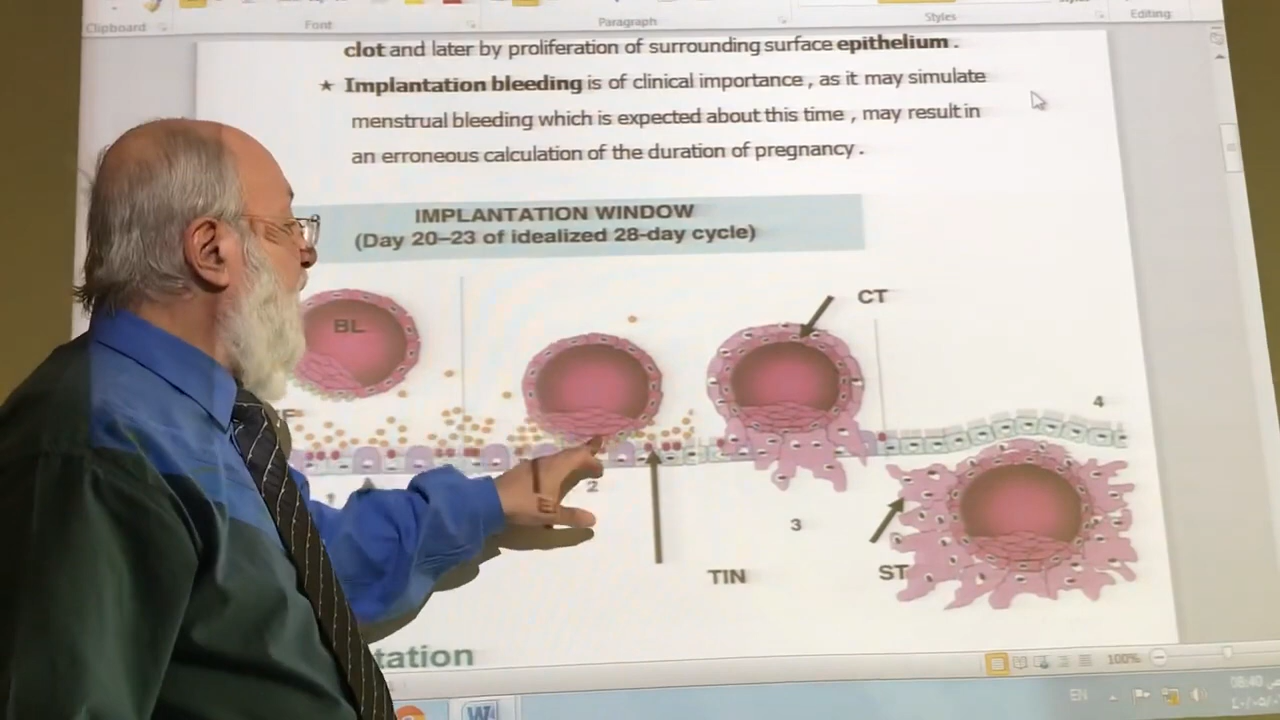 Clipboard
Font
Paragraph
Styles
Editing
clot and later by proliferation of surrounding surface epithelium .
★ Implantation bleeding is of clinical importance , as it may simulate
menstrual bleeding which is expected about this time , may result in
an erroneous calculation of the duration of pregnancy .
IMPLANTATION WINDOW
(Day 20–23 of idealized 28-day cycle)
BL
CT
4
1
2
3
TIN
ST
tation
100%
EN
08:40